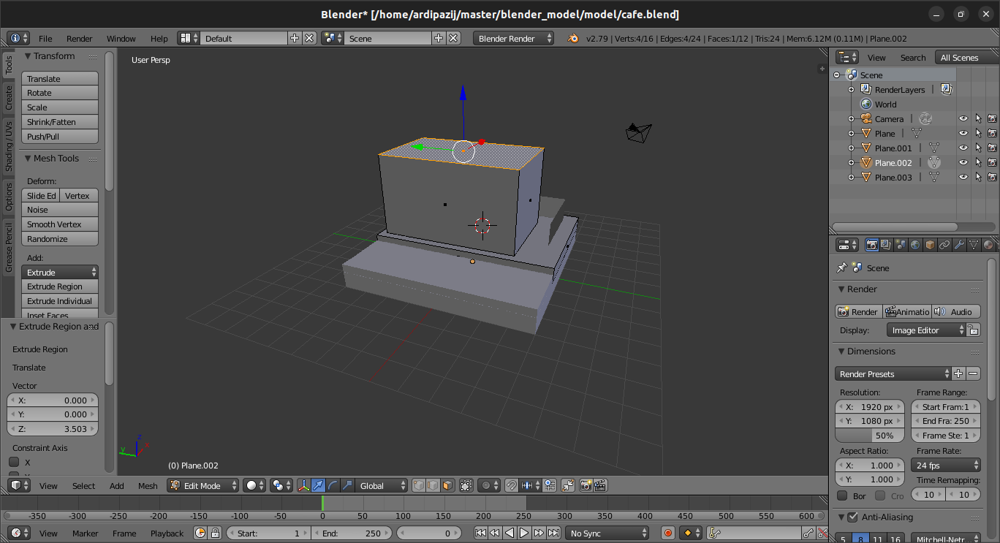 Blender* [/home/ardipazij/master/blender_model/model/cafe.blend]
File Render Window Help Default Scene Blender Render v2.79 | Verts:4/16 | Edges:4/24 | Faces:1/12 | Tris:24 | Mem:6.12M (0.11M) | Plane.002
Tools
Create
Shading / UVs
Options
Grease Pencil
Transform
Translate
Rotate
Scale
Shrink/Fatten
Push/Pull
Mesh Tools
Deform:
Slide Ed Vertex
Noise
Smooth Vertex
Randomize
Add:
Extrude
Extrude Region
Extrude Individual
Inset Faces
Extrude Region and
Extrude Region
Translate
Vector
X: 0.000
Y: 0.000
Z: 3.503
Constraint Axis
X
User Persp
z
y
x
(0) Plane.002
View Select Add Mesh Edit Mode Global
-350 -300 -250 -200 -150 -100 -50 0 50 100 150 200 250 300 350 400 450 500 550 600
View Marker Frame Playback Start: 1 End: 250 0 No Sync
View Search All Scenes
Scene
RenderLayers |
World
Camera |
Plane |
Plane.001 |
Plane.002 |
Plane.003 |
Scene
Render
Render Animatio Audio
Display: Image Editor
Dimensions
Render Presets
Resolution: Frame Range:
X: 1920 px Start Fram:1
Y: 1080 px End Fra: 250
50% Frame Ste: 1
Aspect Ratio: Frame Rate:
X: 1.000 24 fps
Y: 1.000 Time Remapping:
Bor Cro 10 10
Anti-Aliasing
5 8 11 16 Mitchell-Netr...